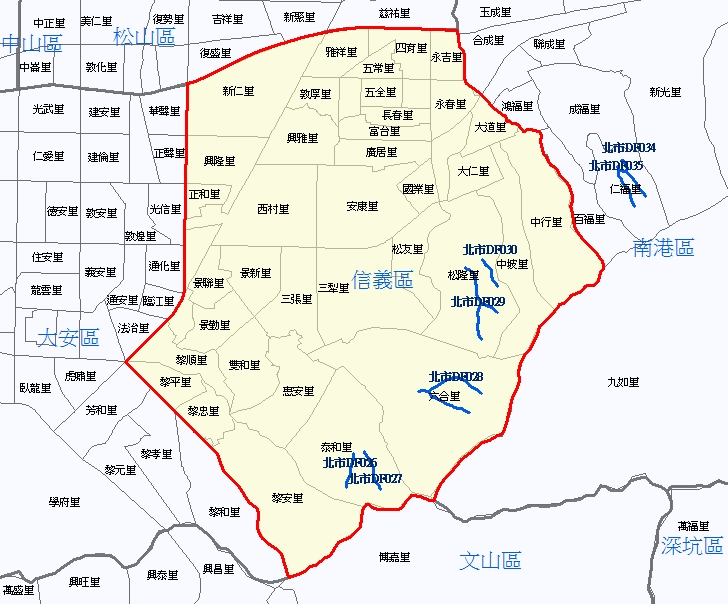 中正里
美仁里
復勢里
吉祥里
新聚里
慈祐里
玉成里
中山區
松山區
復盛里
雅祥里
四育里
永吉里
合成里
聯成里
中崙里
敦化里
五常里
新仁里
敦厚里
五全里
永春里
鴻福里
成福里
新光里
光武里
建安里
華聲里
長春里
富台里
大道里
興雅里
廣居里
仁愛里
建倫里
正聲里
興隆里
大仁里
北市DF034
北市DF035
仁福里
正和里
國業里
西村里
安康里
德安里
敦安里
光信里
中行里
百福里
敦煌里
松友里
北市DF030
南港區
住安里
義安里
通化里
景聯里
景新里
信義區
松隆里
中坡里
龍雲里
通安里
臨江里
三張里
三犁里
北市DF029
大安區
法治里
景勤里
黎順里
雙和里
臥龍里
虎嘯里
黎平里
惠安里
北市DF028
六合里
九如里
芳和里
黎忠里
黎孝里
泰和里
北市DF026
北市DF027
黎元里
學府里
黎和里
黎安里
萬福里
深坑區
博嘉里
文山區
萬盛里
興旺里
興泰里
興昌里